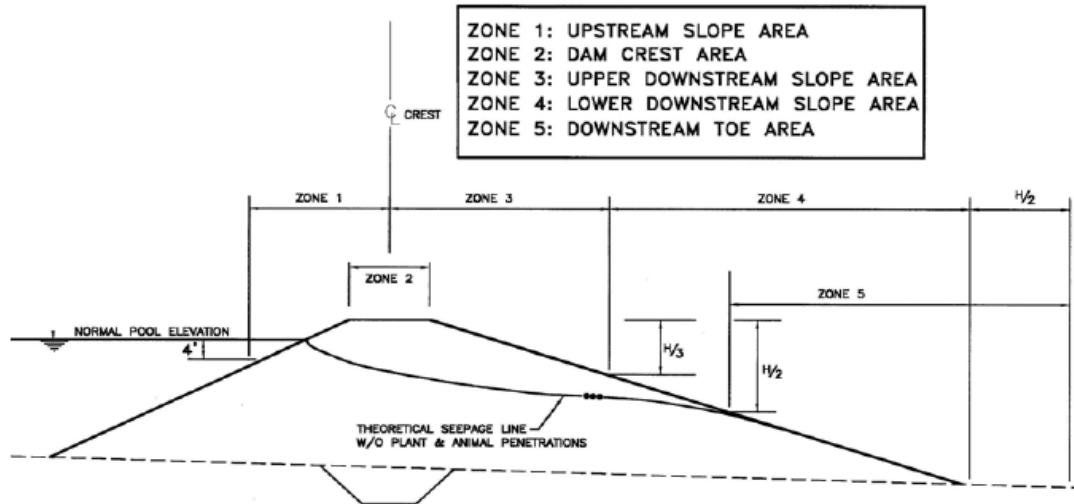 ZONE 1: UPSTREAM SLOPE AREA
ZONE 2: DAM CREST AREA
ZONE 3: UPPER DOWNSTREAM SLOPE AREA
ZONE 4: LOWER DOWNSTREAM SLOPE AREA
ZONE 5: DOWNSTREAM TOE AREA
℄ CREST
ZONE 1
ZONE 3
ZONE 4
H/2
ZONE 2
ZONE 5
NORMAL POOL ELEVATION
4'
H/3
H/2
THEORETICAL SEEPAGE LINE
W/O PLANT & ANIMAL PENETRATIONS